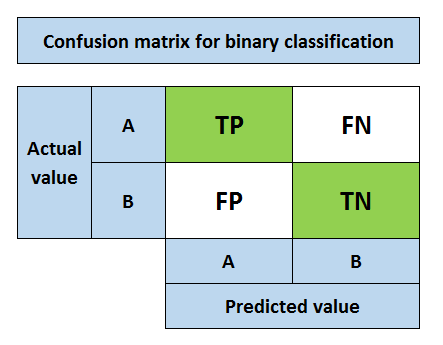 Confusion matrix for binary classification
Actual
value
A
TP
FN
B
FP
TN
A
B
Predicted value